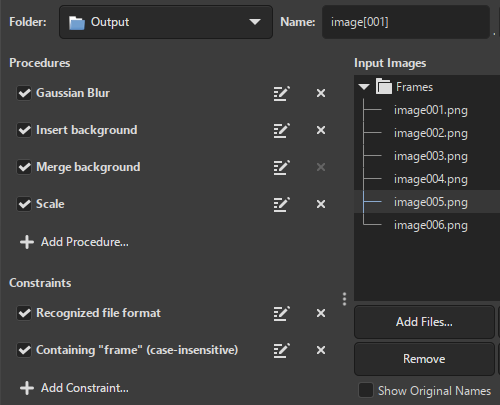 Folder: Output Name: image[001]
Procedures
Gaussian Blur
Insert background
Merge background
Scale
Add Procedure...
Constraints
Recognized file format
Containing "frame" (case-insensitive)
Add Constraint...
Input Images
Frames
image001.png
image002.png
image003.png
image004.png
image005.png
image006.png
Add Files...
Remove
Show Original Names